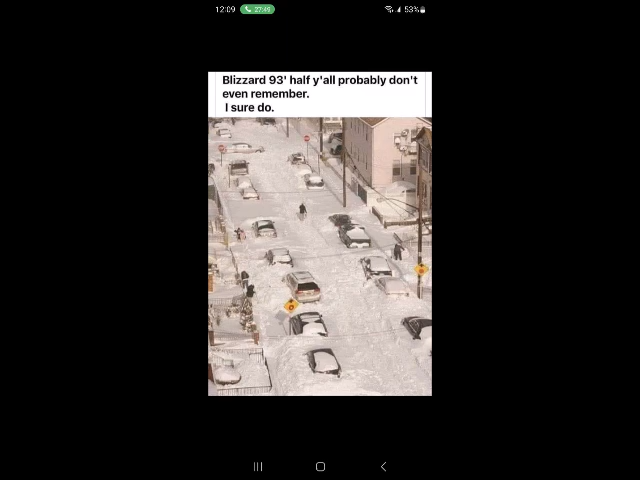 12:09 27:49 53%
Blizzard 93' half y'all probably don't
even remember.
I sure do.